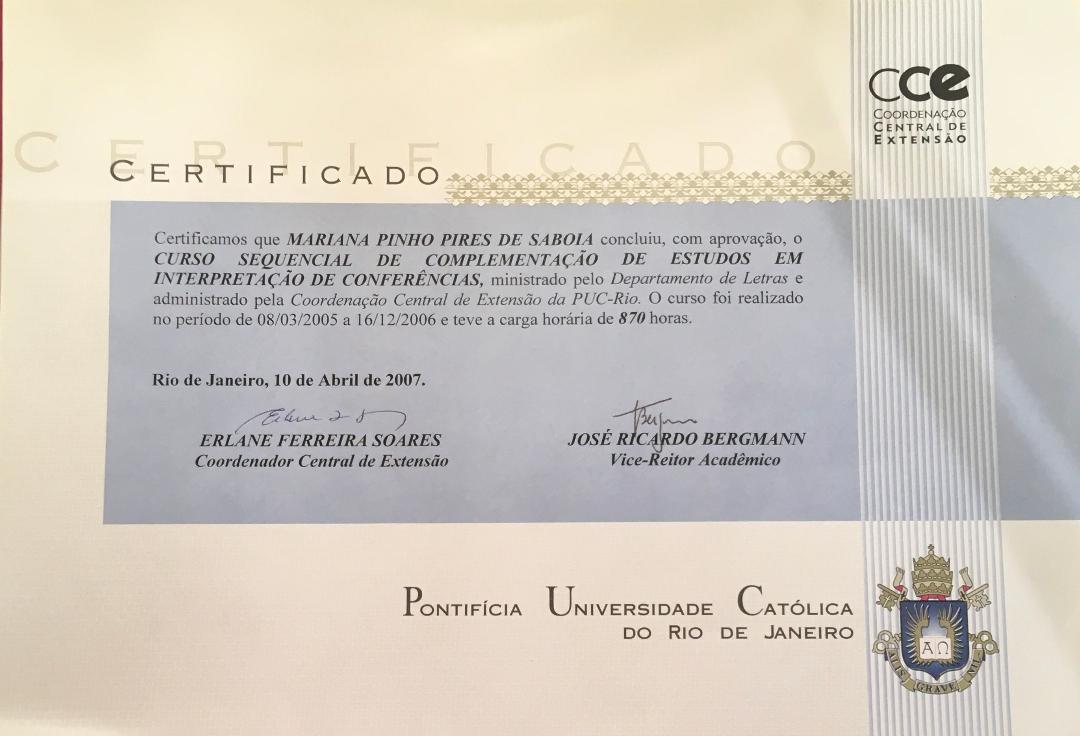 CCE
COORDENAÇÃO
CENTRAL DE
EXTENSÃO
CERTIFICADO
CERTIFICADO
Certificamos que MARIANA PINHO PIRES DE SABOIA concluiu, com aprovação, o
CURSO SEQUENCIAL DE COMPLEMENTAÇÃO DE ESTUDOS EM
INTERPRETAÇÃO DE CONFERÊNCIAS, ministrado pelo Departamento de Letras e
administrado pela Coordenação Central de Extensão da PUC-Rio. O curso foi realizado
no período de 08/03/2005 a 16/12/2006 e teve a carga horária de 870 horas.
Rio de Janeiro, 10 de Abril de 2007.
ERLANE FERREIRA SOARES
Coordenador Central de Extensão
JOSÉ RICARDO BERGMANN
Vice-Reitor Acadêmico
PONTIFÍCIA UNIVERSIDADE CATÓLICA
DO RIO DE JANEIRO
ΑΩ
ALIS GRAVE NIL